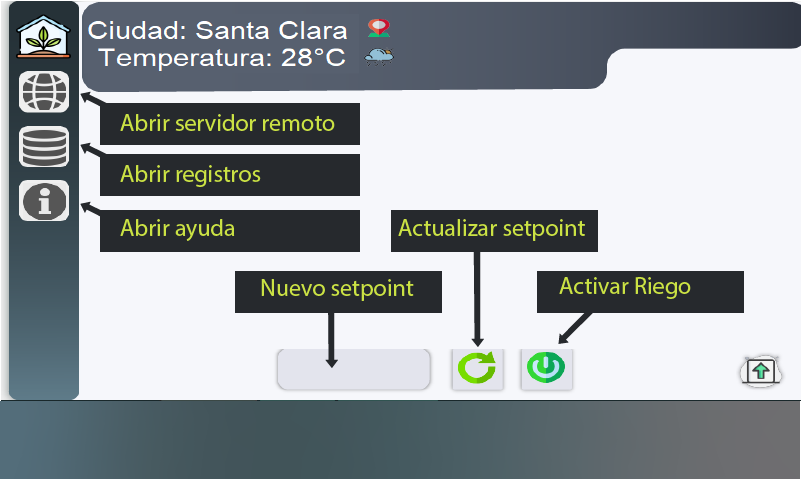 Ciudad: Santa Clara
Temperatura: 28°C
Abrir servidor remoto
Abrir registros
Abrir ayuda
Actualizar setpoint
Nuevo setpoint
Activar Riego